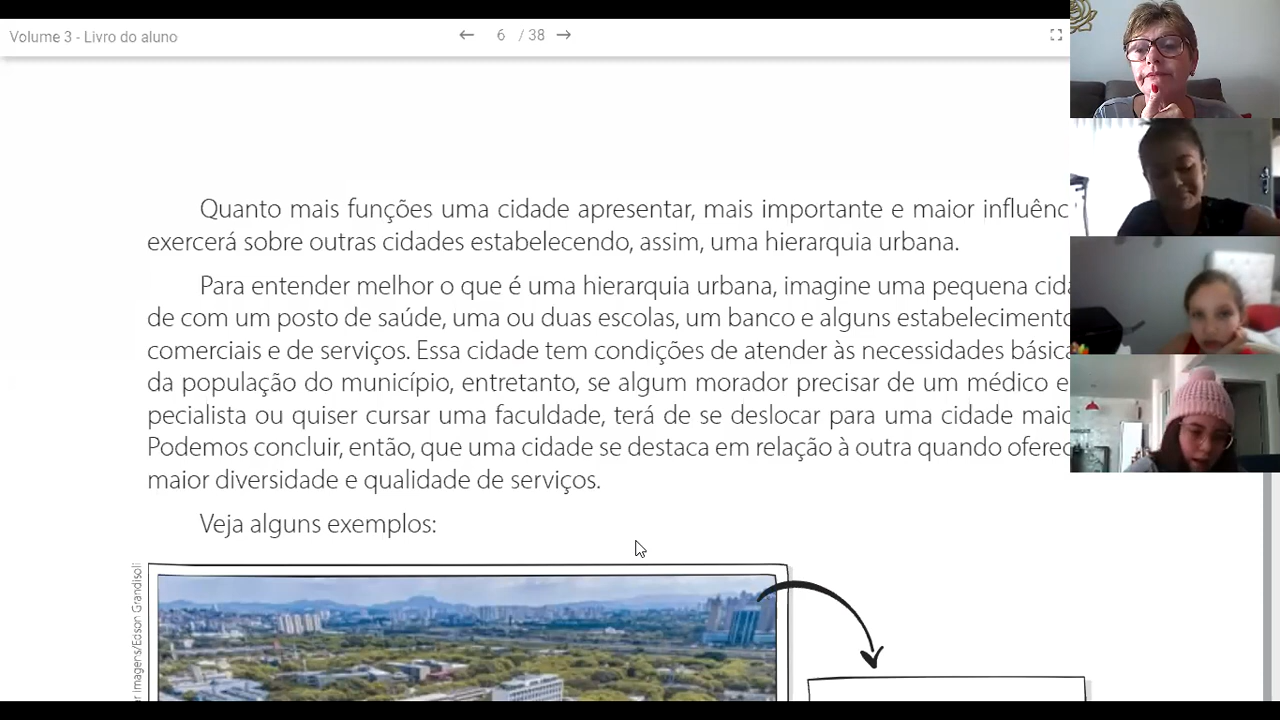 Volume 3 - Livro do aluno
6 / 38
Quanto mais funções uma cidade apresentar, mais importante e maior influênc
exercerá sobre outras cidades estabelecendo, assim, uma hierarquia urbana.
Para entender melhor o que é uma hierarquia urbana, imagine uma pequena cida
de com um posto de saúde, uma ou duas escolas, um banco e alguns estabelecimento
comerciais e de serviços. Essa cidade tem condições de atender às necessidades básica
da população do município, entretanto, se algum morador precisar de um médico e
pecialista ou quiser cursar uma faculdade, terá de se deslocar para uma cidade maio
Podemos concluir, então, que uma cidade se destaca em relação à outra quando oferec
maior diversidade e qualidade de serviços.
Veja alguns exemplos:
r Imagens/Edson Grandisoli